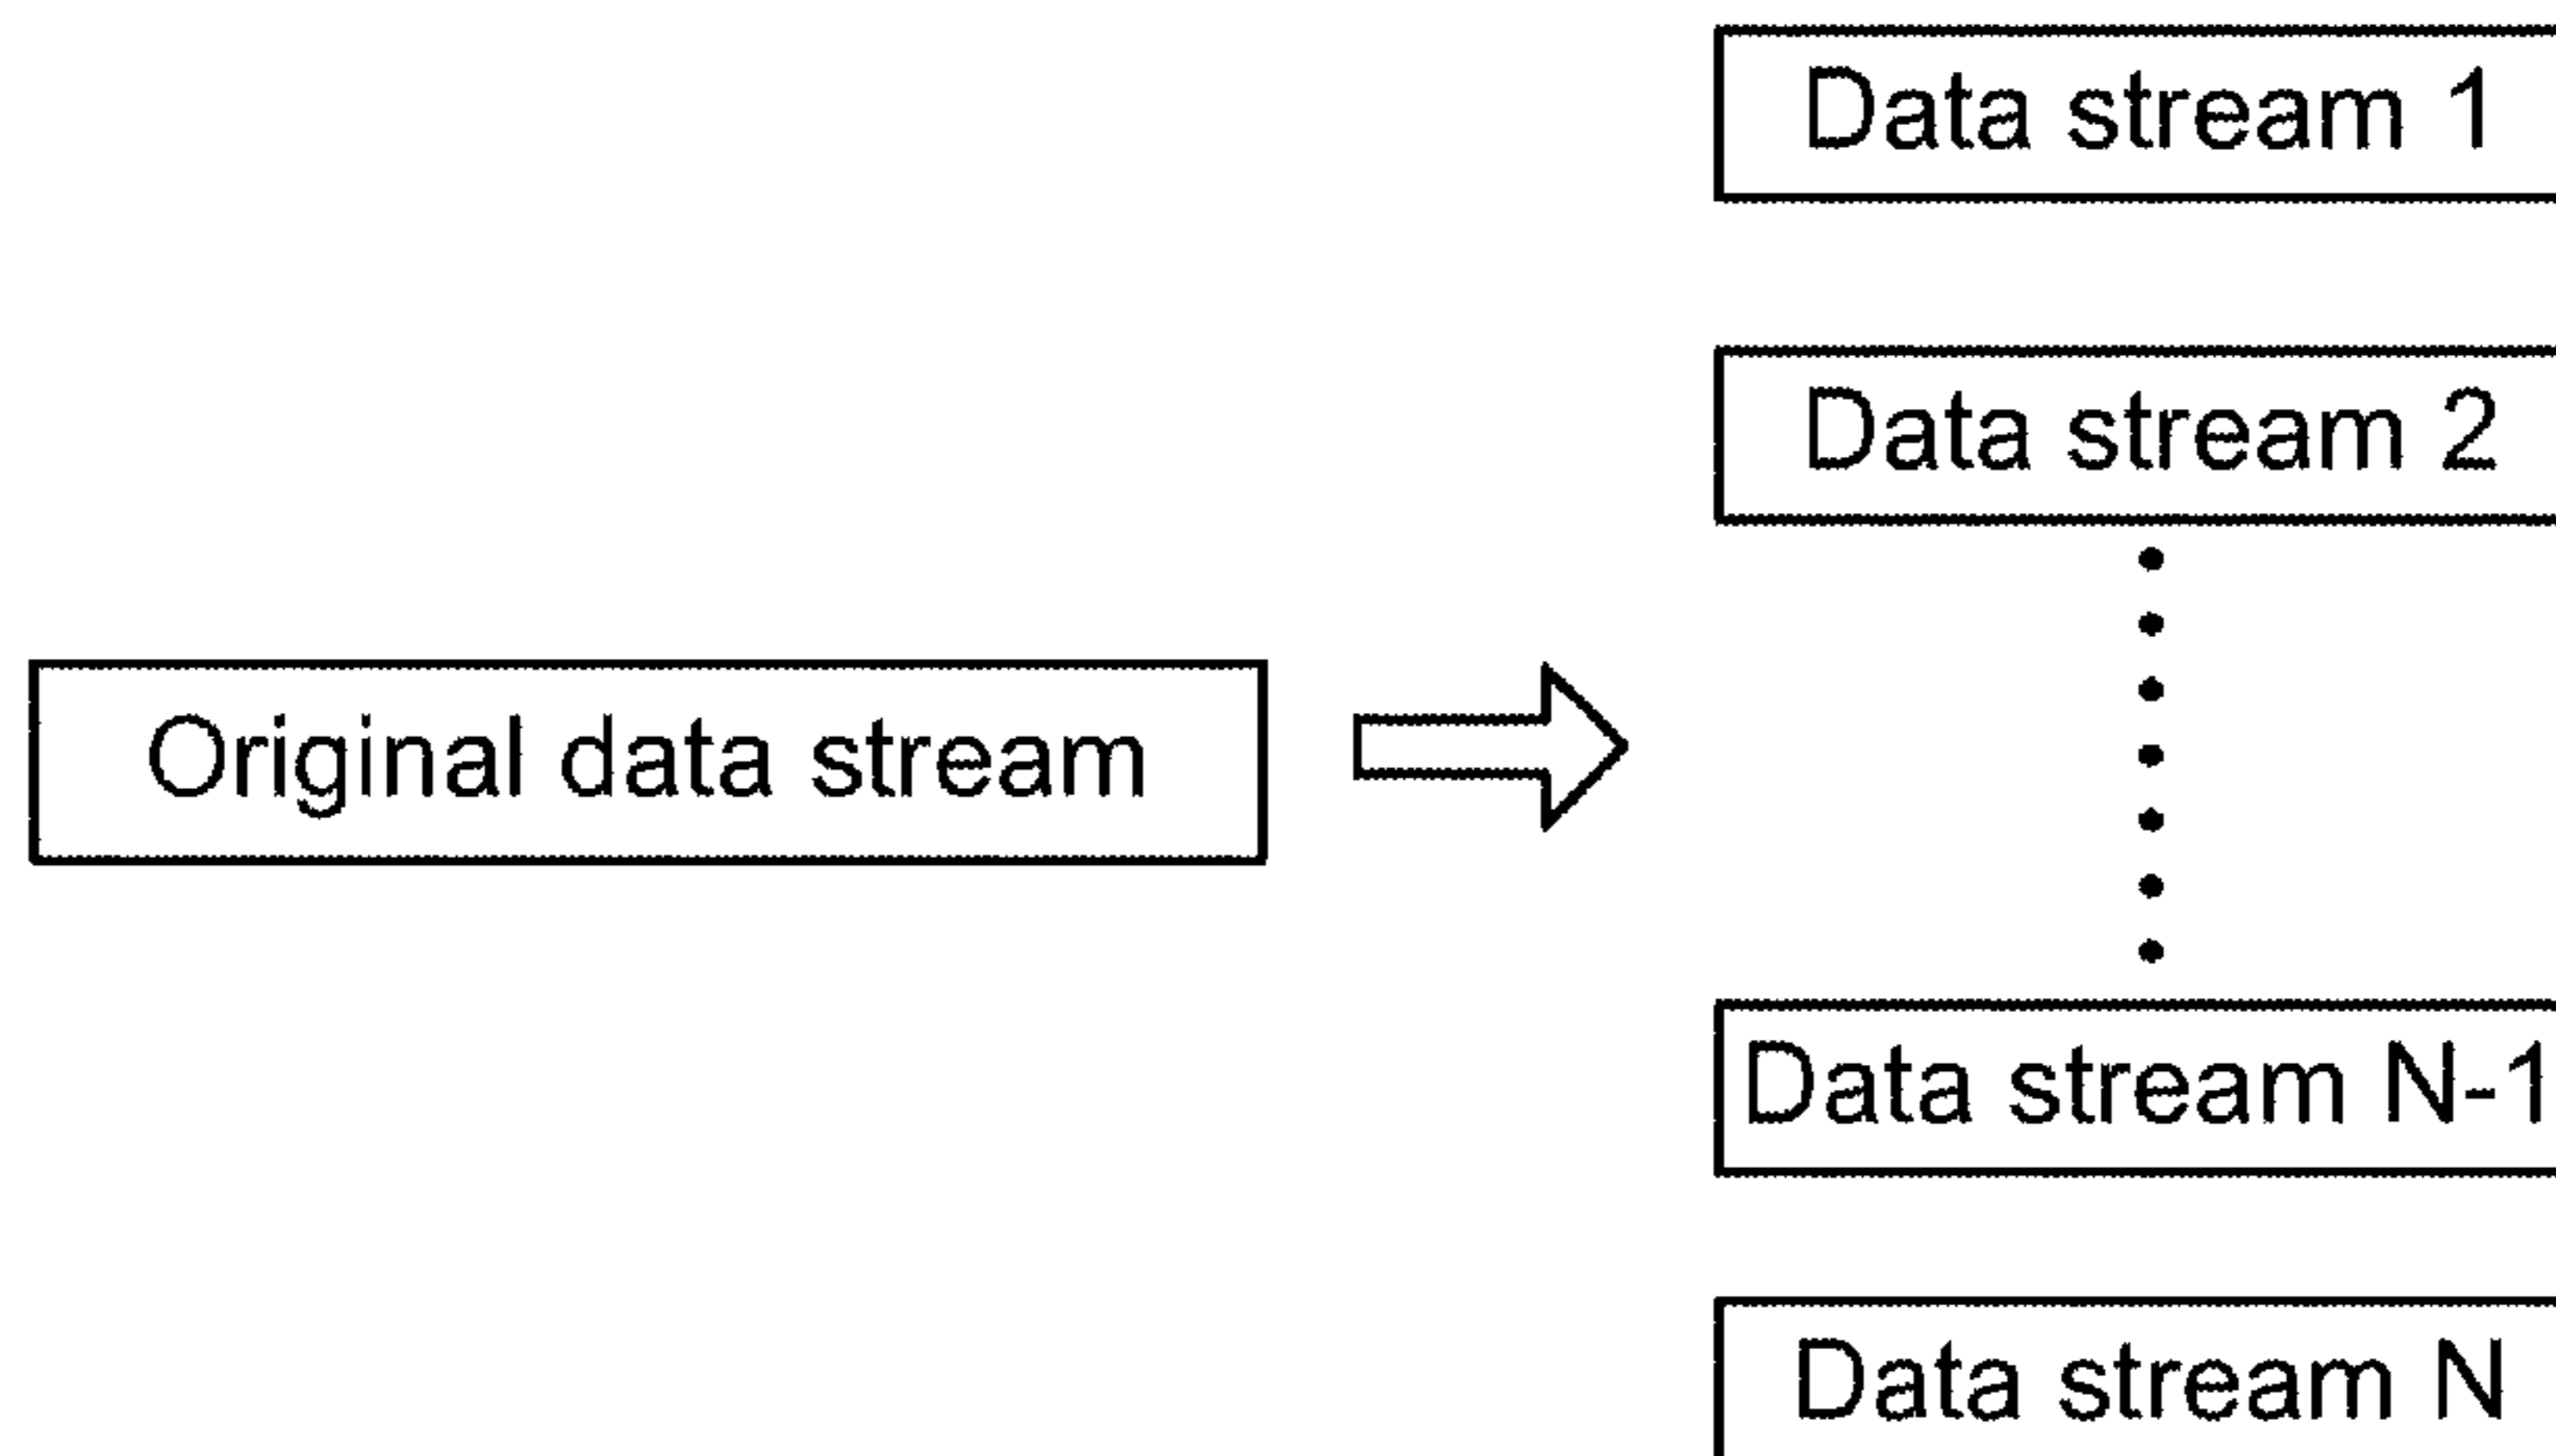 Data stream 1
Data stream 2
Original data stream
Data stream N-1
Data stream N